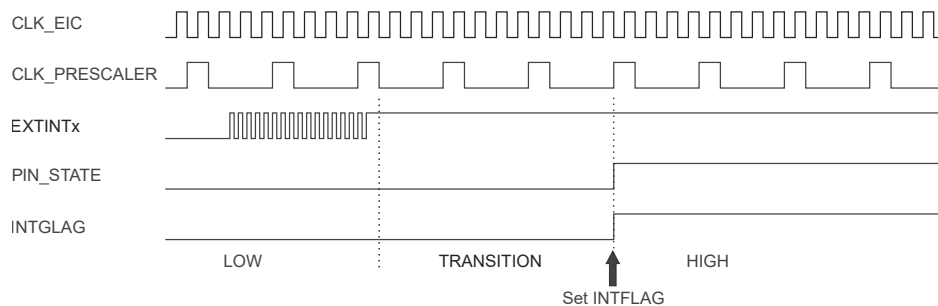 CLK_EIC
CLK_PRESCALER
EXTINTx
PIN_STATE
INTGLAG
LOW TRANSITION HIGH
Set INTFLAG